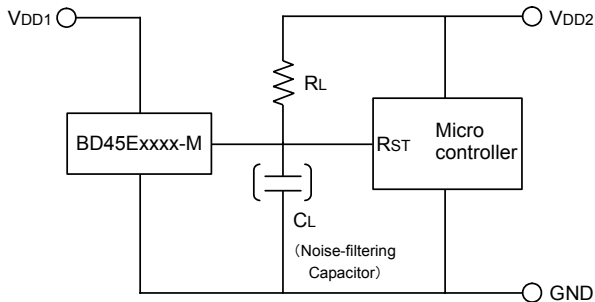 VDD1
VDD2
RL
BD45Exxxx-M
RST
Micro
controller
CL
（Noise-filtering
Capacitor）
GND